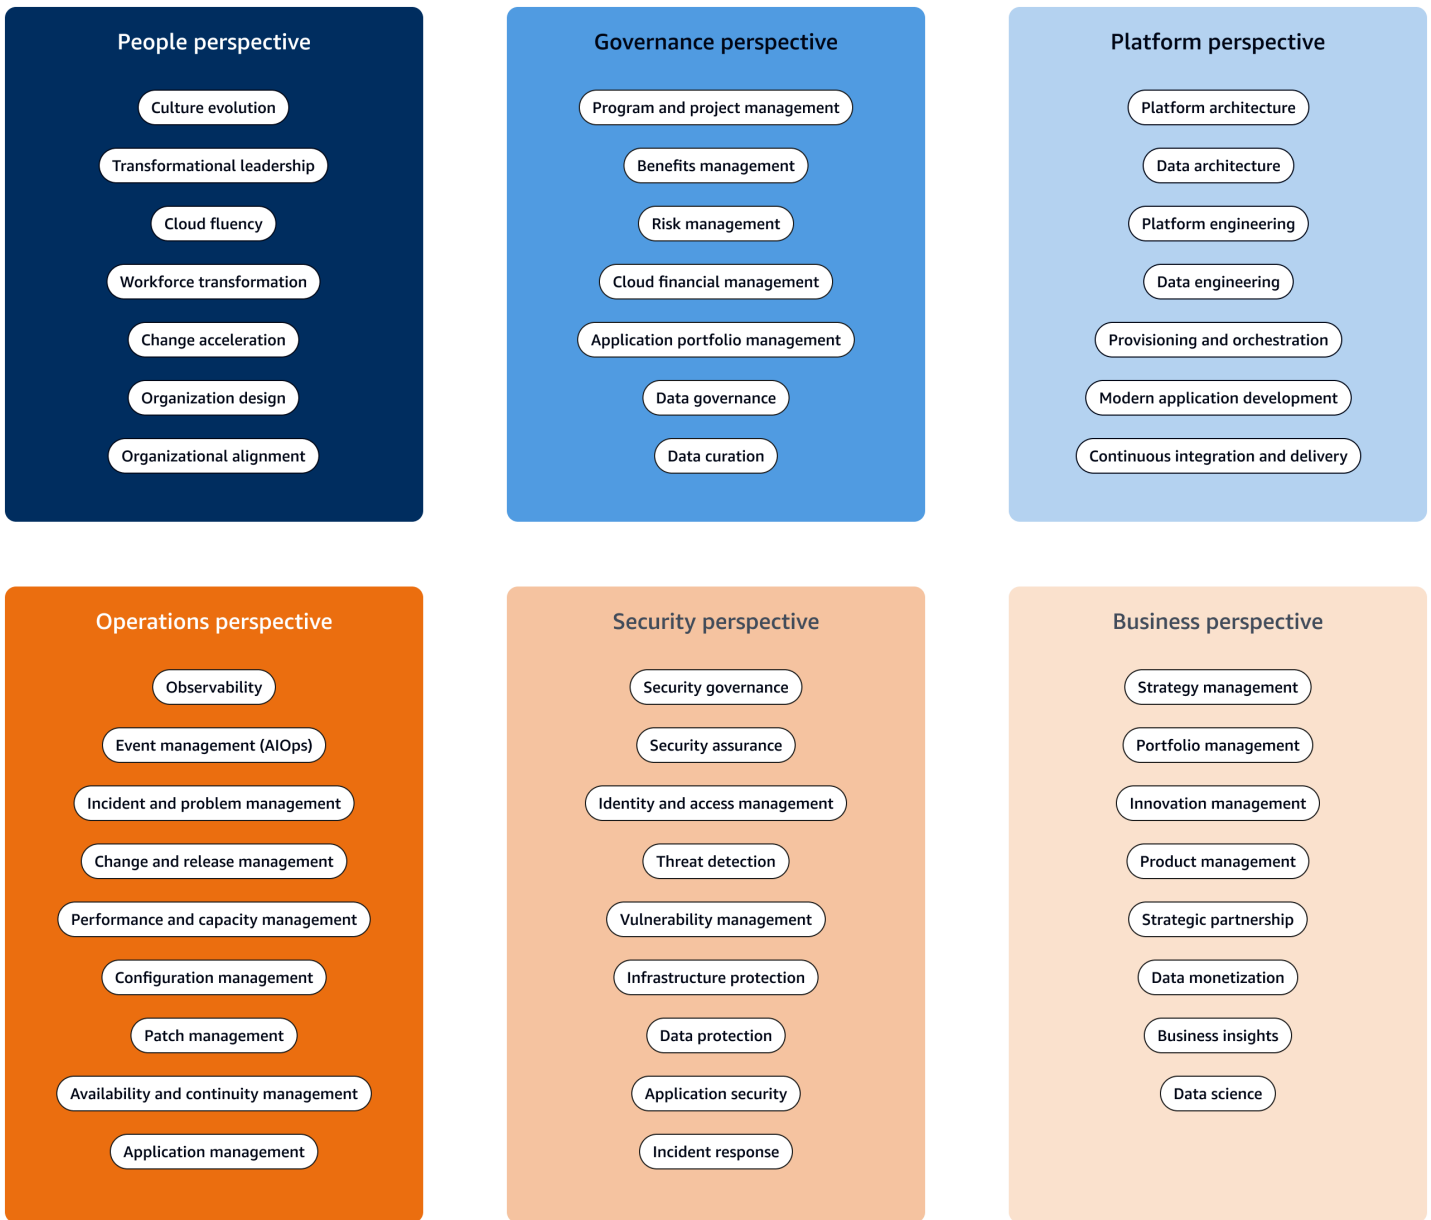 People perspective
Culture evolution
Transformational leadership
Cloud fluency
Workforce transformation
Change acceleration
Organization design
Organizational alignment
Governance perspective
Program and project management
Benefits management
Risk management
Cloud financial management
Application portfolio management
Data governance
Data curation
Platform perspective
Platform architecture
Data architecture
Platform engineering
Data engineering
Provisioning and orchestration
Modern application development
Continuous integration and delivery
Operations perspective
Observability
Event management (AIOps)
Incident and problem management
Change and release management
Performance and capacity management
Configuration management
Patch management
Availability and continuity management
Application management
Security perspective
Security governance
Security assurance
Identity and access management
Threat detection
Vulnerability management
Infrastructure protection
Data protection
Application security
Incident response
Business perspective
Strategy management
Portfolio management
Innovation management
Product management
Strategic partnership
Data monetization
Business insights
Data science